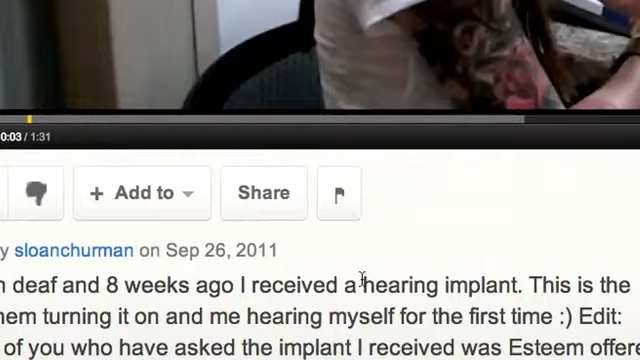 0:03 / 1:31
+ Add to Share
y sloanchurman on Sep 26, 2011
n deaf and 8 weeks ago I received a hearing implant. This is the
hem turning it on and me hearing myself for the first time :) Edit:
of you who have asked the implant I received was Esteem offere